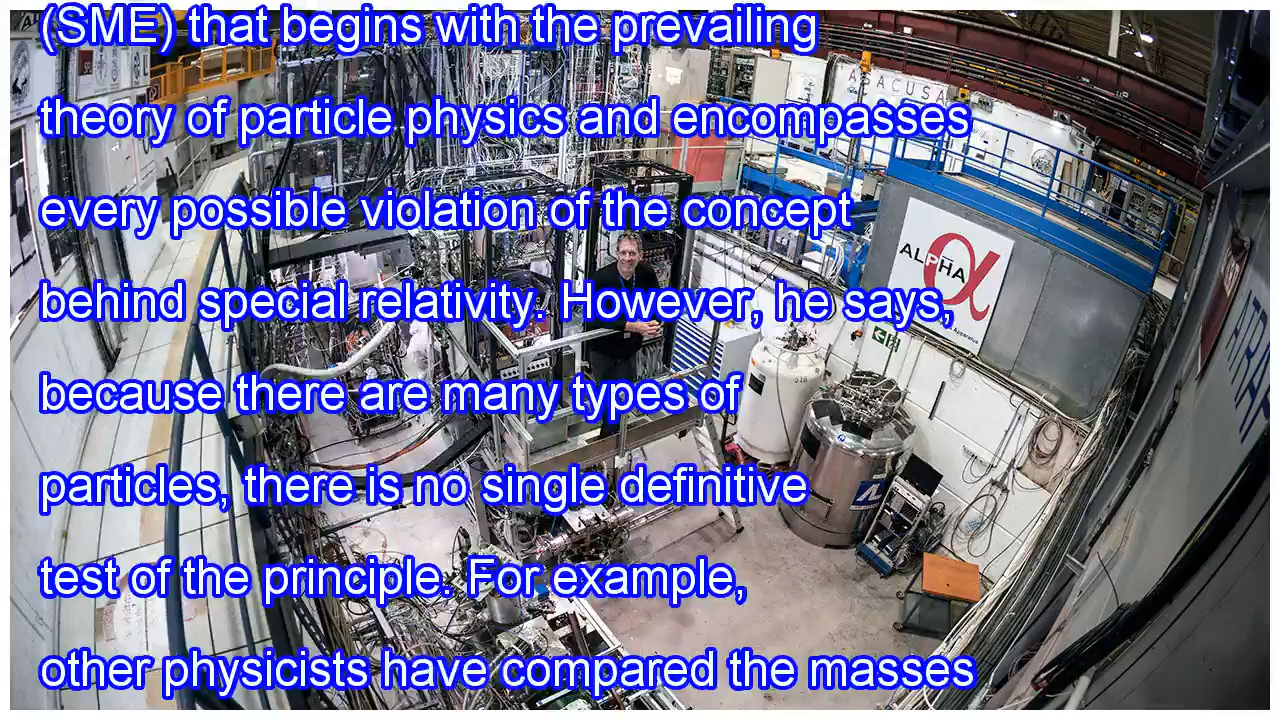 (SME) that begins with the prevailing
theory of particle physics and encompasses
every possible violation of the concept
behind special relativity. However, he says,
because there are many types of
particles, there is no single definitive
test of the principle. For example,
other physicists have compared the masses
ASACUSA
ALPHA
α
Apparatus